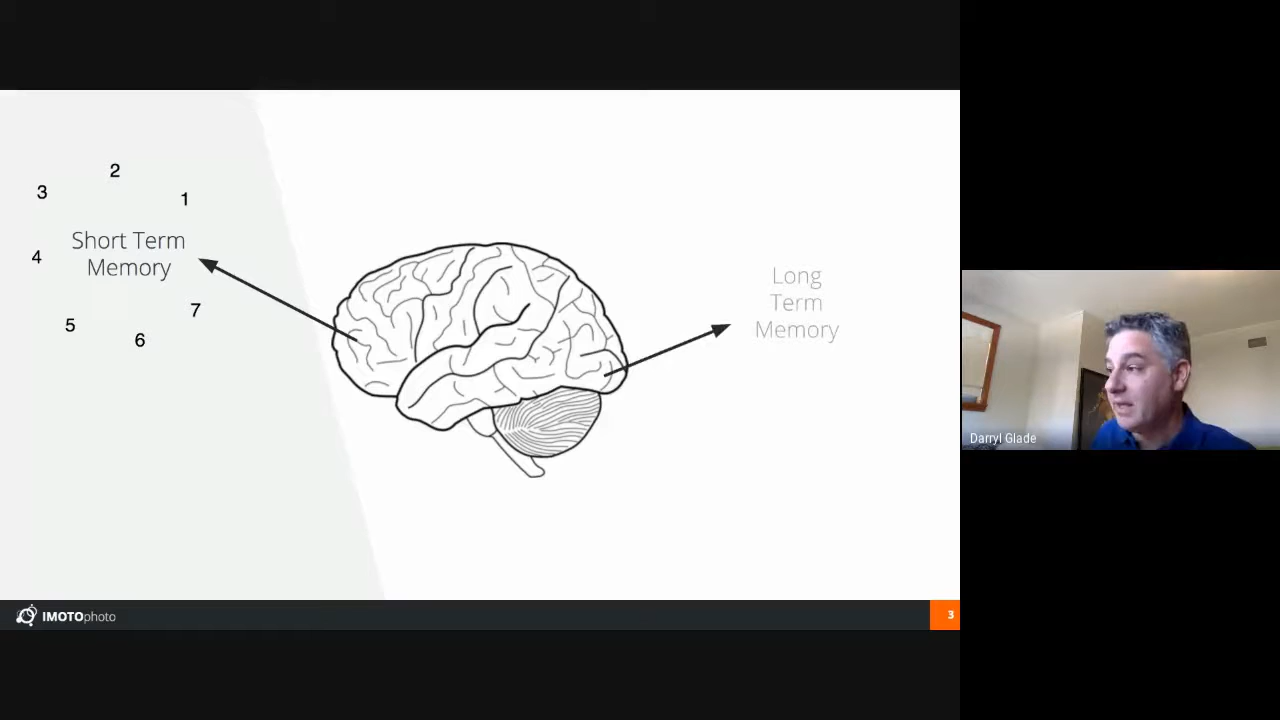 2
3
1
Short Term
Memory
4
7
5
6
Long
Term
Memory
Darryl Glade
IMOTOphoto
3